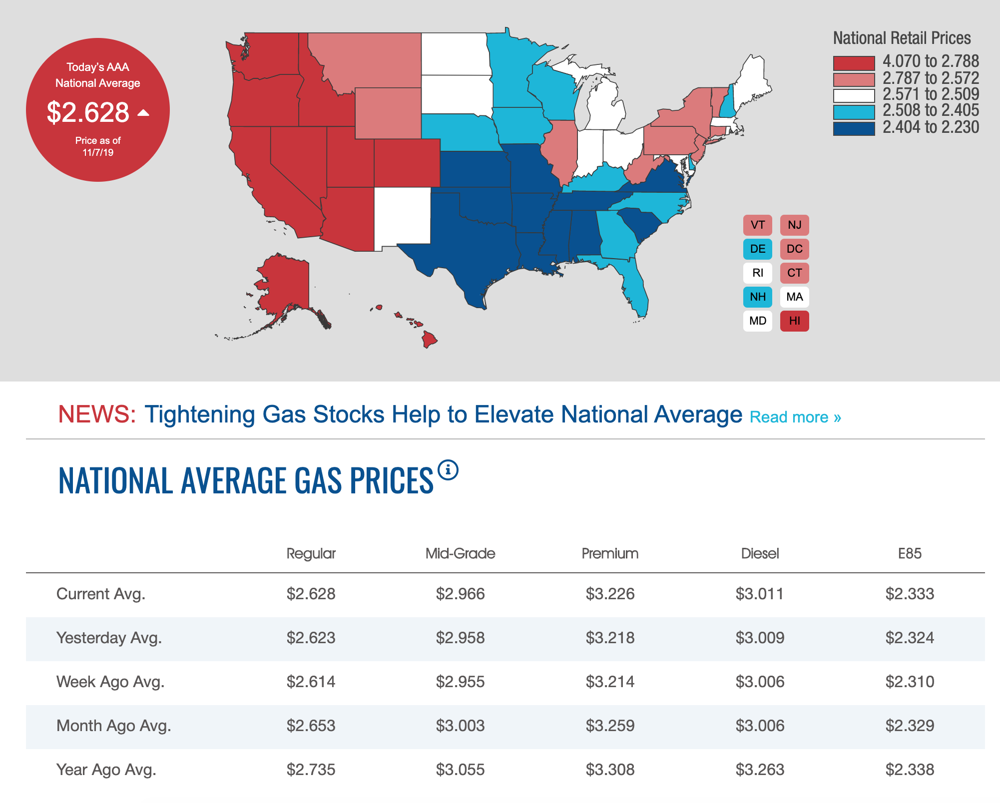 Today's AAA
National Average
$2.628
Price as of
11/7/19
National Retail Prices
4.070 to 2.788
2.787 to 2.572
2.571 to 2.509
2.508 to 2.405
2.404 to 2.230
VT NJ
DE DC
RI CT
NH MA
MD HI
NEWS: Tightening Gas Stocks Help to Elevate National Average Read more »
NATIONAL AVERAGE GAS PRICES i
Regular Mid-Grade Premium Diesel E85
Current Avg. $2.628 $2.966 $3.226 $3.011 $2.333
Yesterday Avg. $2.623 $2.958 $3.218 $3.009 $2.324
Week Ago Avg. $2.614 $2.955 $3.214 $3.006 $2.310
Month Ago Avg. $2.653 $3.003 $3.259 $3.006 $2.329
Year Ago Avg. $2.735 $3.055 $3.308 $3.263 $2.338